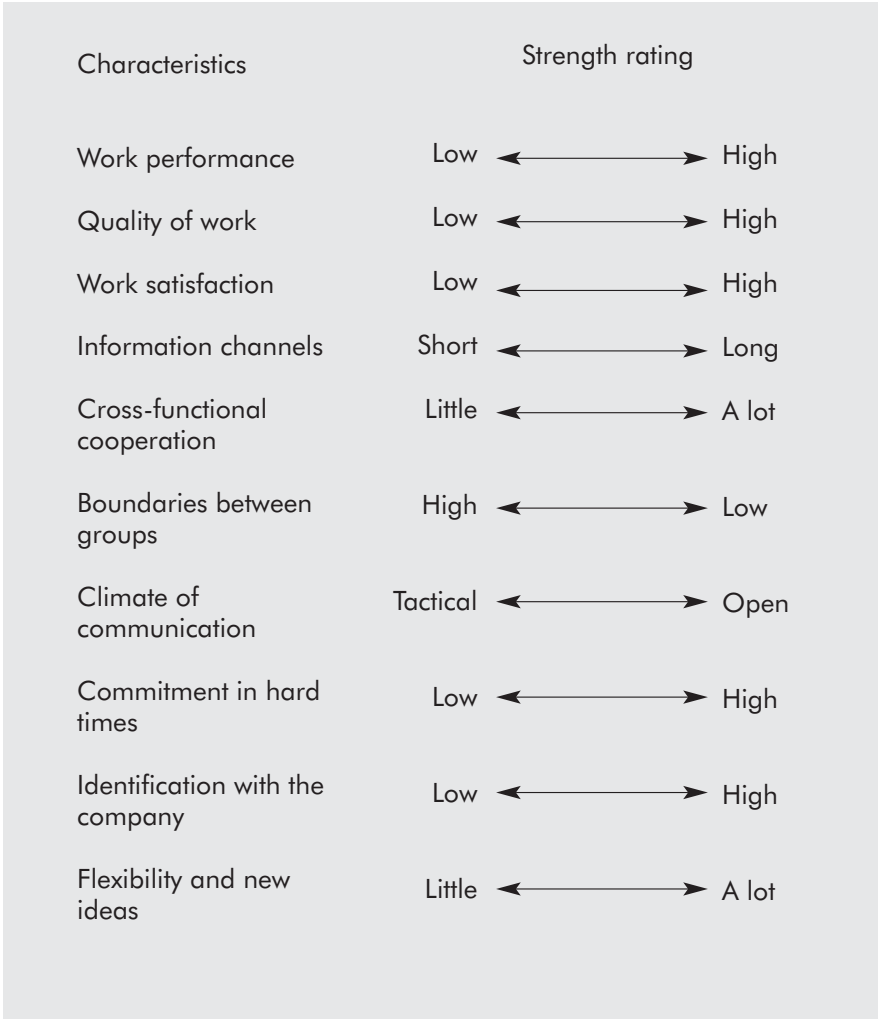 Characteristics Strength rating
Work performance Low High
Quality of work Low High
Work satisfaction Low High
Information channels Short Long
Cross-functional Little A lot
cooperation
Boundaries between High Low
groups
Climate of Tactical Open
communication
Commitment in hard Low High
times
Identification with the Low High
company
Flexibility and new Little A lot
ideas